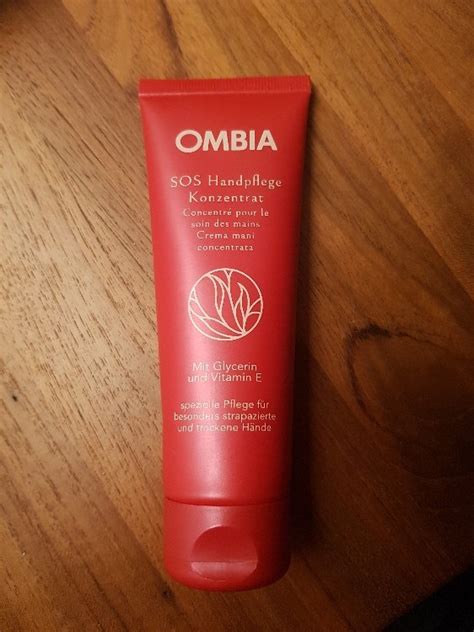 OMBIA
SOS Handpflege
Konzentrat
Concentré pour le
soin des mains
Crema mani
concentrata
Mit Glycerin
und Vitamin E
spezielle Pflege für
besonders strapazierte
und trockene Hände